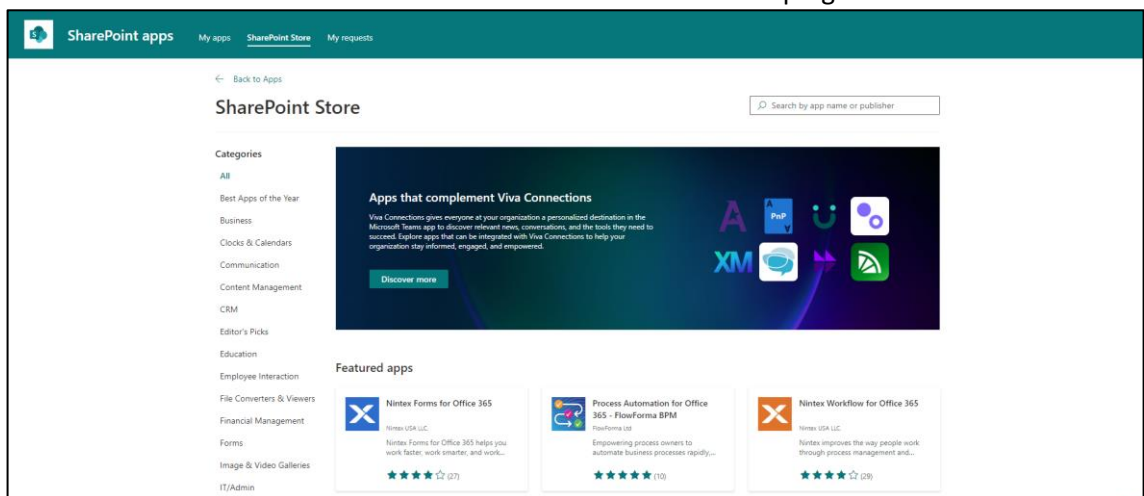 SharePoint apps
My apps
SharePoint Store
My requests
Back to Apps
SharePoint Store
Search by app name or publisher
Categories
All
Best Apps of the Year
Business
Clocks & Calendars
Communication
Content Management
CRM
Editor's Picks
Education
Employee Interaction
File Converters & Viewers
Financial Management
Forms
Image & Video Galleries
IT/Admin
Apps that complement Viva Connections
Viva Connections gives everyone at your organization a personalized destination in the
Microsoft Teams app to discover relevant news, conversations, and the tools they need to
succeed. Explore apps that can be integrated with Viva Connections to help your
organization stay informed, engaged, and empowered.
Discover more
A
PnP
A
XM
Featured apps
Nintex Forms for Office 365
Nintex USA LLC.
Nintex Forms for Office 365 helps you
work faster, work smarter, and work...
(27)
Process Automation for Office
365 - FlowForma BPM
FlowForma Ltd
Empowering process owners to
automate business processes rapidly,...
(10)
Nintex Workflow for Office 365
Nintex USA LLC.
Nintex improves the way people work
through process management and...
(29)